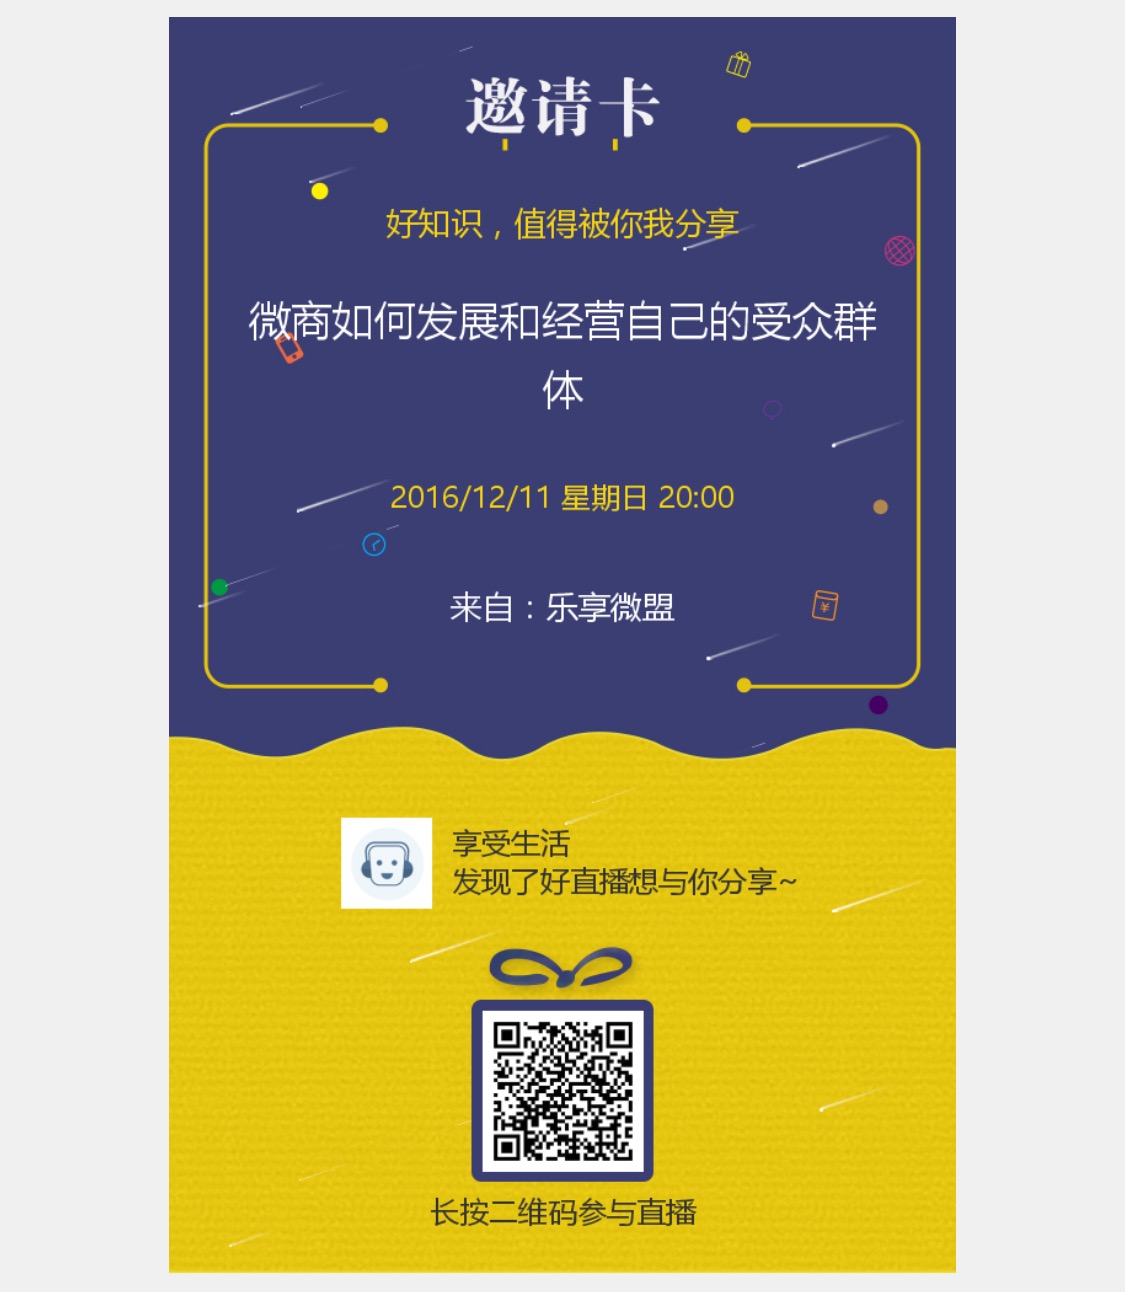 邀请卡
好知识，值得被你我分享
微商如何发展和经营自己的受众群
体
2016/12/11 星期日 20:00
来自：乐享微盟
¥
享受生活
发现了好直播想与你分享~
长按二维码参与直播